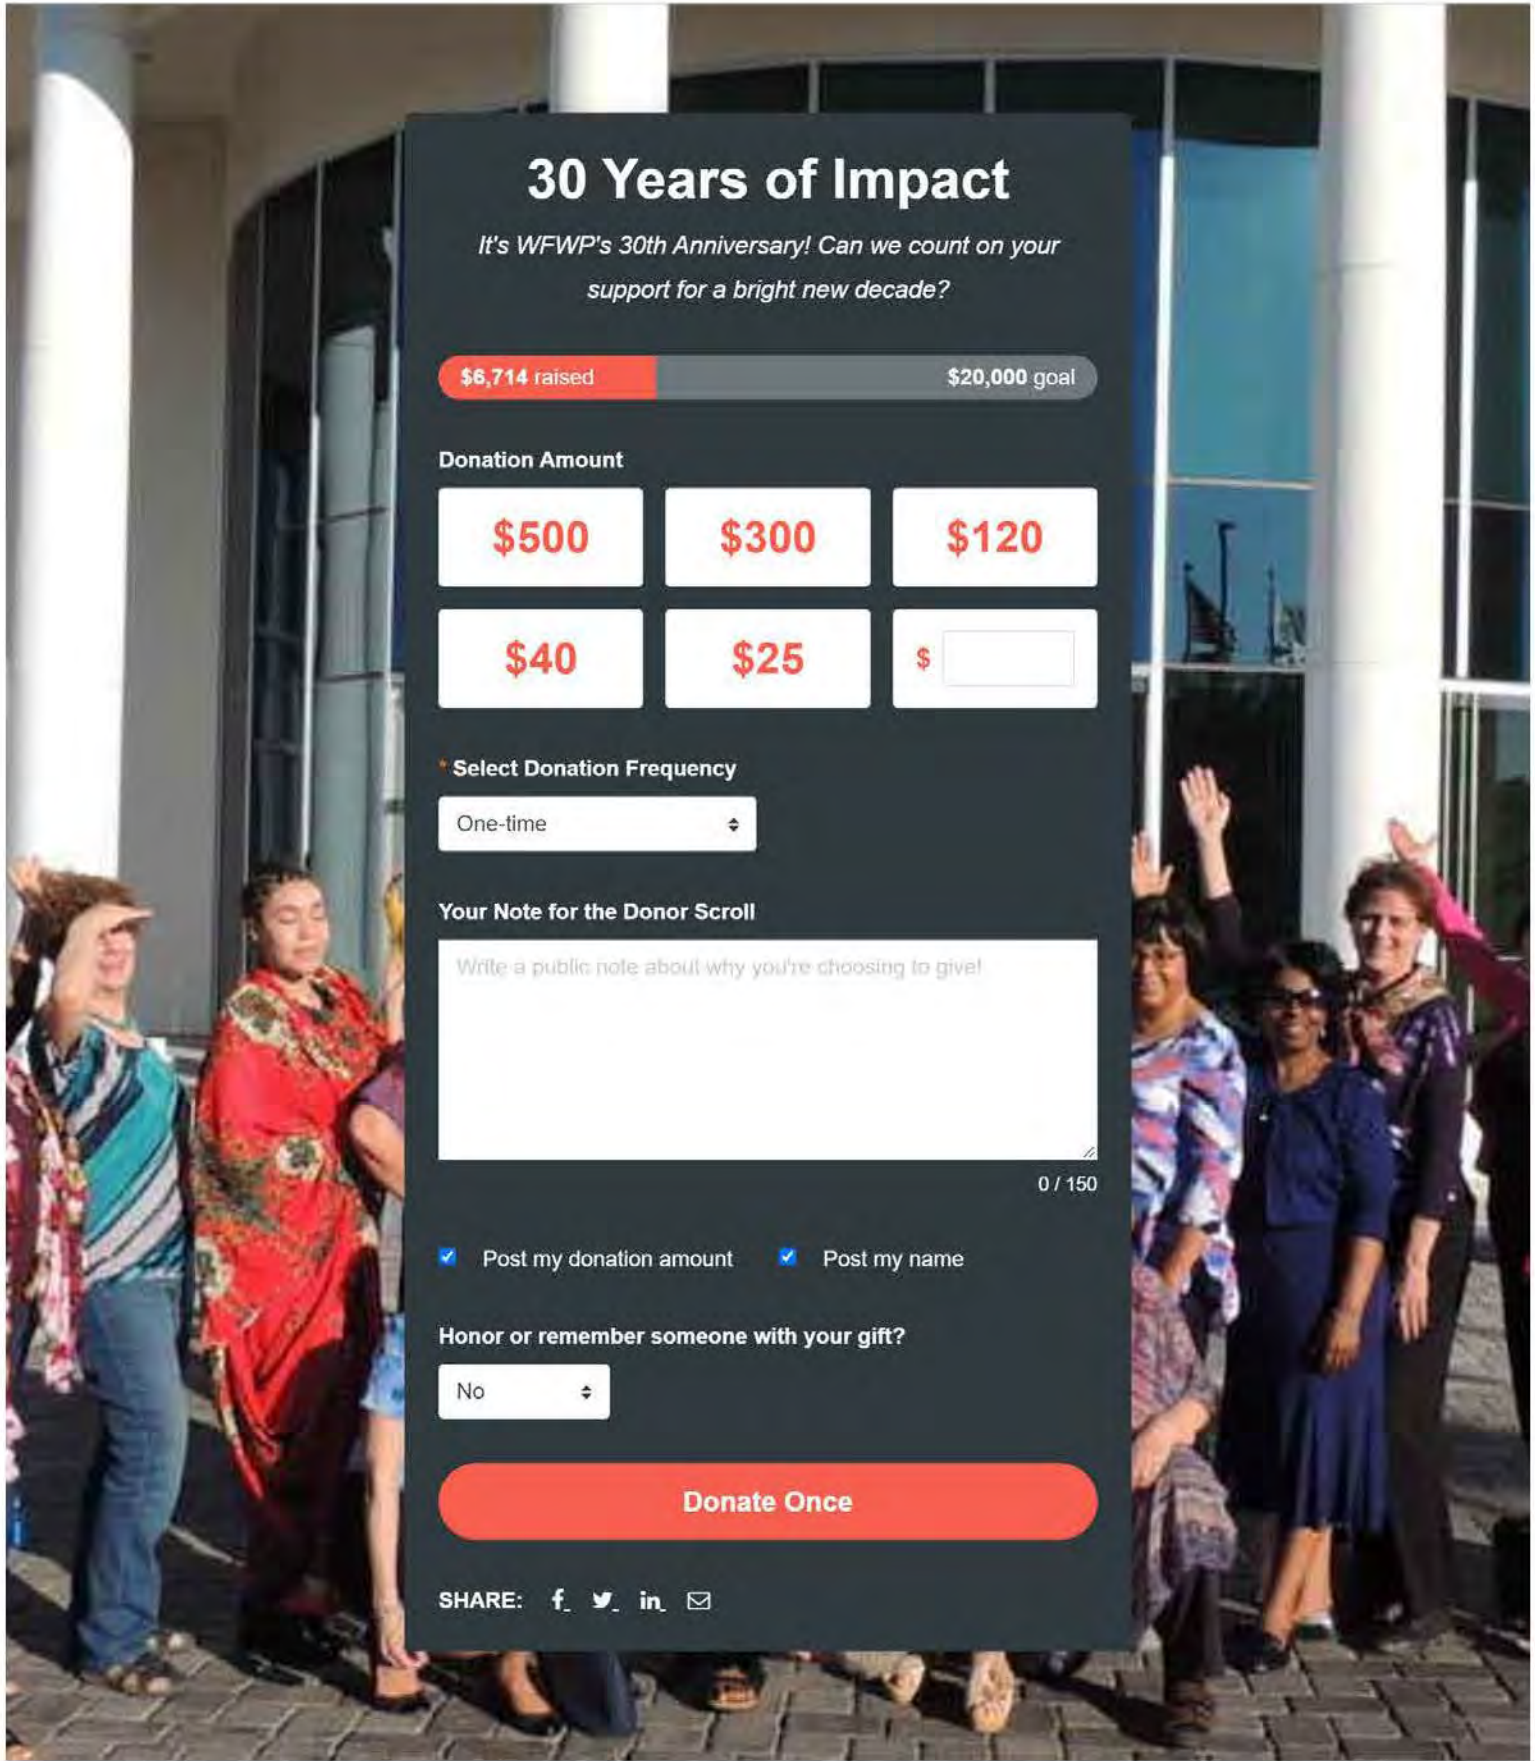 30 Years of Impact
It's WFWP's 30th Anniversary! Can we count on your
support for a bright new decade?
$6,714 raised $20,000 goal
Donation Amount
$500 $300 $120
$40 $25 $
* Select Donation Frequency
One-time
Your Note for the Donor Scroll
Write a public note about why you're choosing to give!
0 / 150
Post my donation amount Post my name
Honor or remember someone with your gift?
No
Donate Once
SHARE: